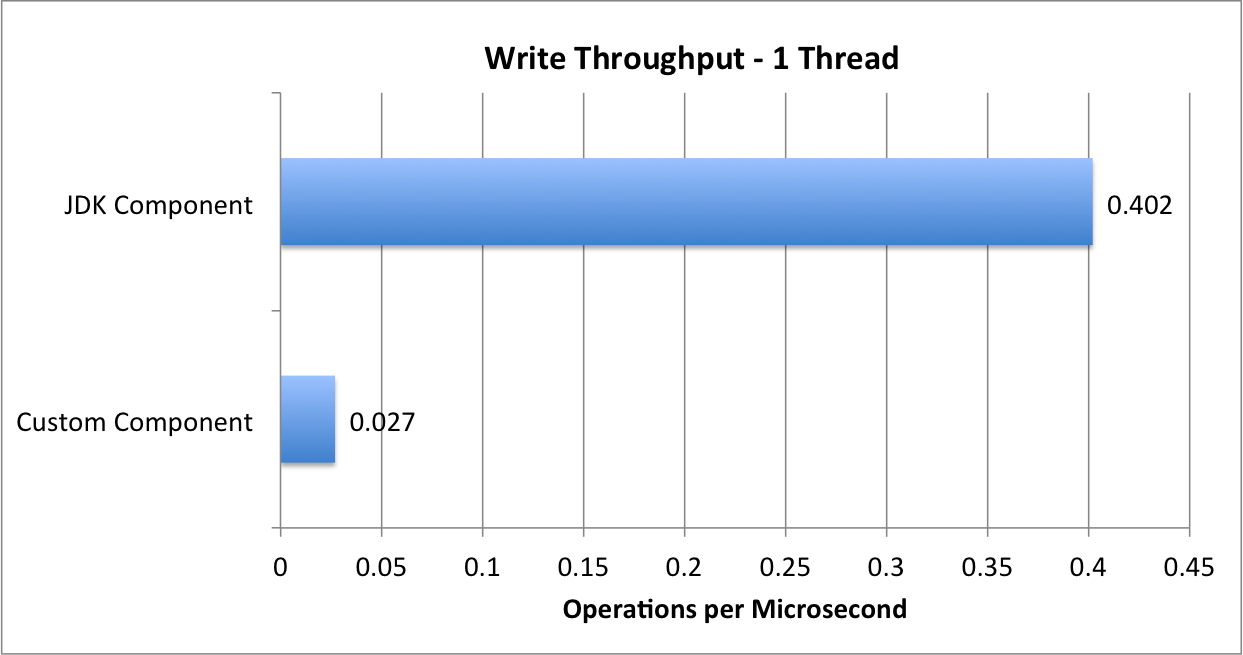 Write Throughput - 1 Thread
JDK Component
0.402
Custom Component
0.027
0 0.05 0.1 0.15 0.2 0.25 0.3 0.35 0.4 0.45
Operations per Microsecond